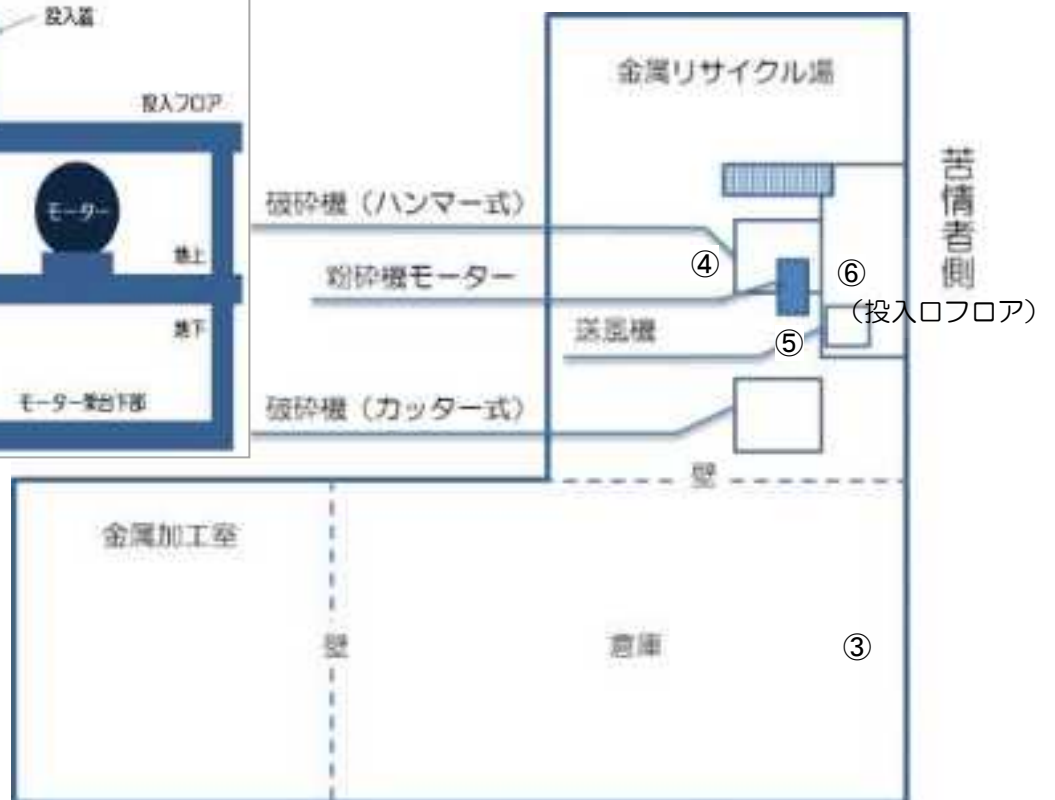 投入蓋
投入フロア
モーター
地上
地下
モーター架台下部
金属リサイクル場
破砕機（ハンマー式）
④
粉砕機モーター
⑥
（投入口フロア）
送風機
⑤
破砕機（カッター式）
苦情者側
壁
金属加工室
壁
倉庫
③